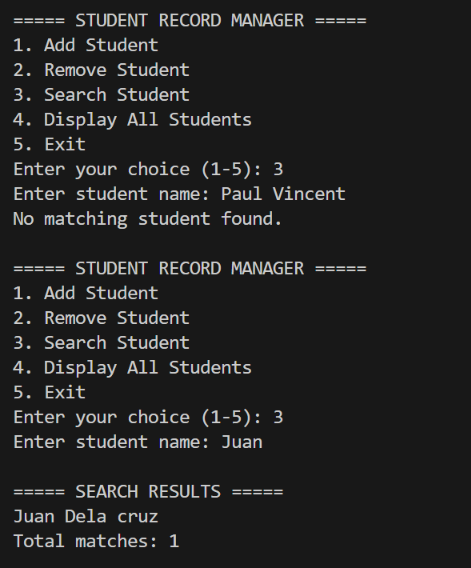 ===== STUDENT RECORD MANAGER =====
1. Add Student
2. Remove Student
3. Search Student
4. Display All Students
5. Exit
Enter your choice (1-5): 3
Enter student name: Paul Vincent
No matching student found.
===== STUDENT RECORD MANAGER =====
1. Add Student
2. Remove Student
3. Search Student
4. Display All Students
5. Exit
Enter your choice (1-5): 3
Enter student name: Juan
===== SEARCH RESULTS =====
Juan Dela cruz
Total matches: 1